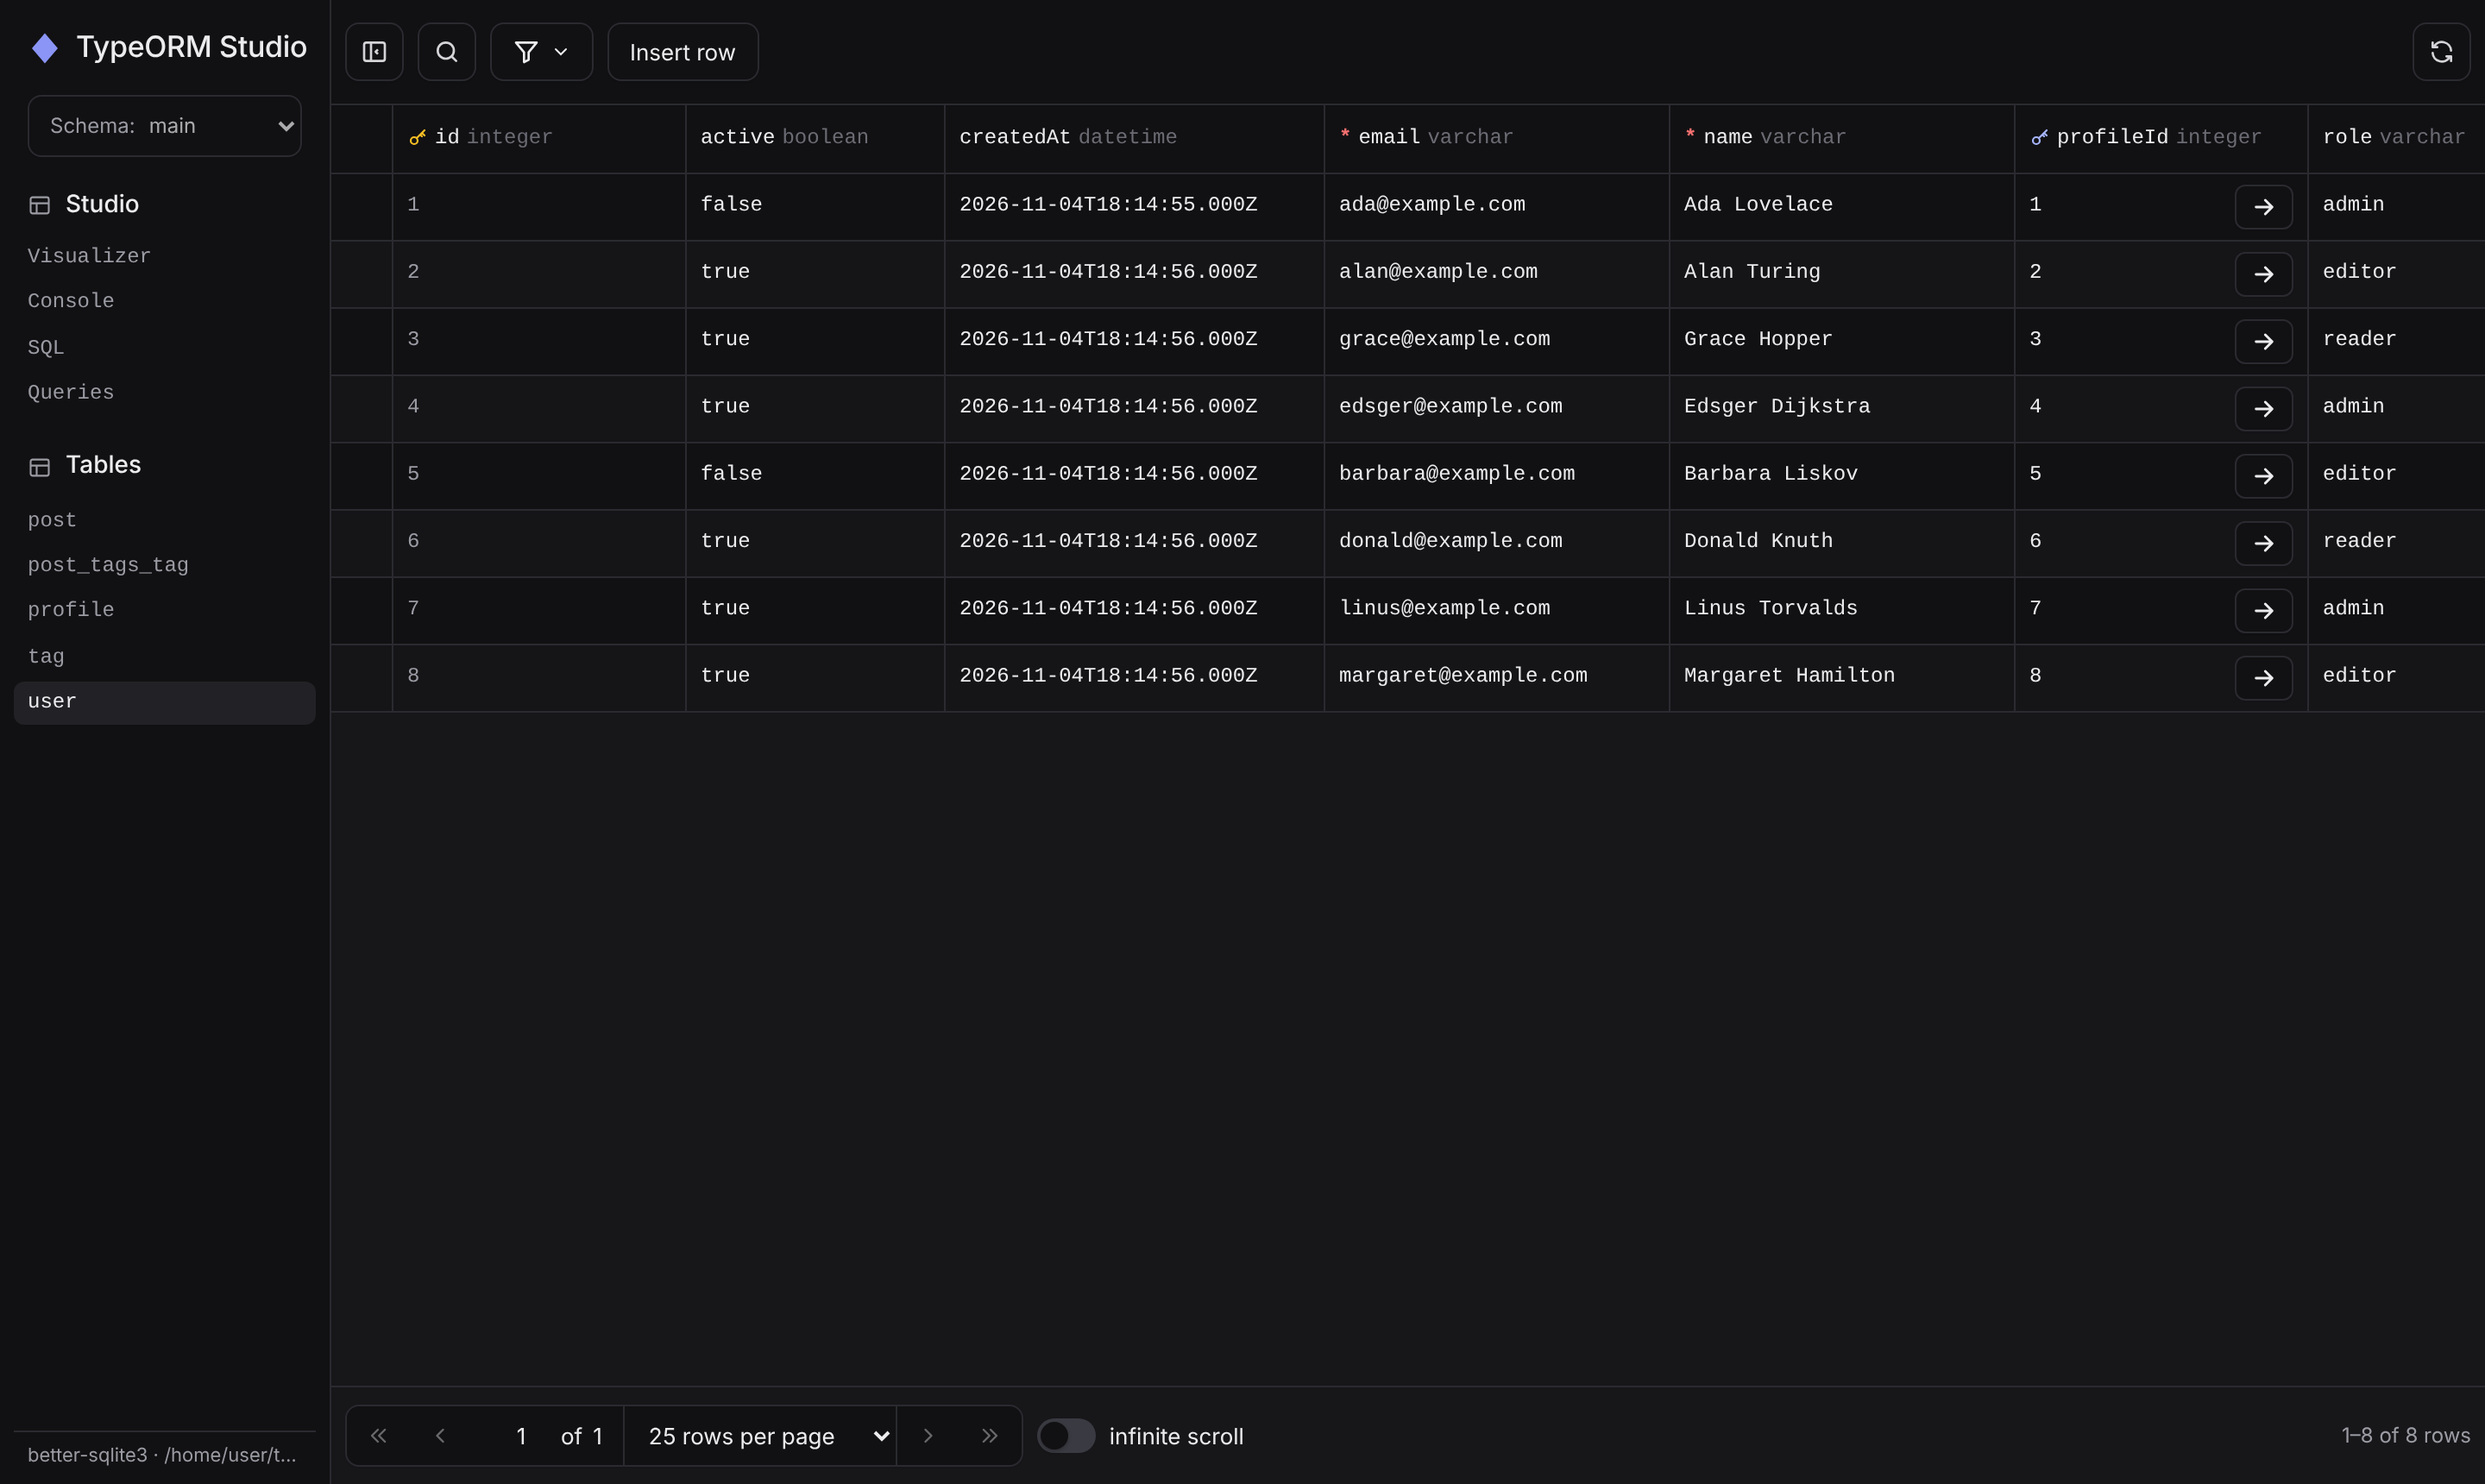 TypeORM Studio
Schema: main
Studio
Visualizer
Console
SQL
Queries
Tables
post
post_tags_tag
profile
tag
user
better-sqlite3 · /home/user/t...
Insert row
id integer active boolean createdAt datetime * email varchar * name varchar profileId integer role varchar
1 false 2026-11-04T18:14:55.000Z ada@example.com Ada Lovelace 1 admin
2 true 2026-11-04T18:14:56.000Z alan@example.com Alan Turing 2 editor
3 true 2026-11-04T18:14:56.000Z grace@example.com Grace Hopper 3 reader
4 true 2026-11-04T18:14:56.000Z edsger@example.com Edsger Dijkstra 4 admin
5 false 2026-11-04T18:14:56.000Z barbara@example.com Barbara Liskov 5 editor
6 true 2026-11-04T18:14:56.000Z donald@example.com Donald Knuth 6 reader
7 true 2026-11-04T18:14:56.000Z linus@example.com Linus Torvalds 7 admin
8 true 2026-11-04T18:14:56.000Z margaret@example.com Margaret Hamilton 8 editor
1 of 1 25 rows per page infinite scroll 1–8 of 8 rows